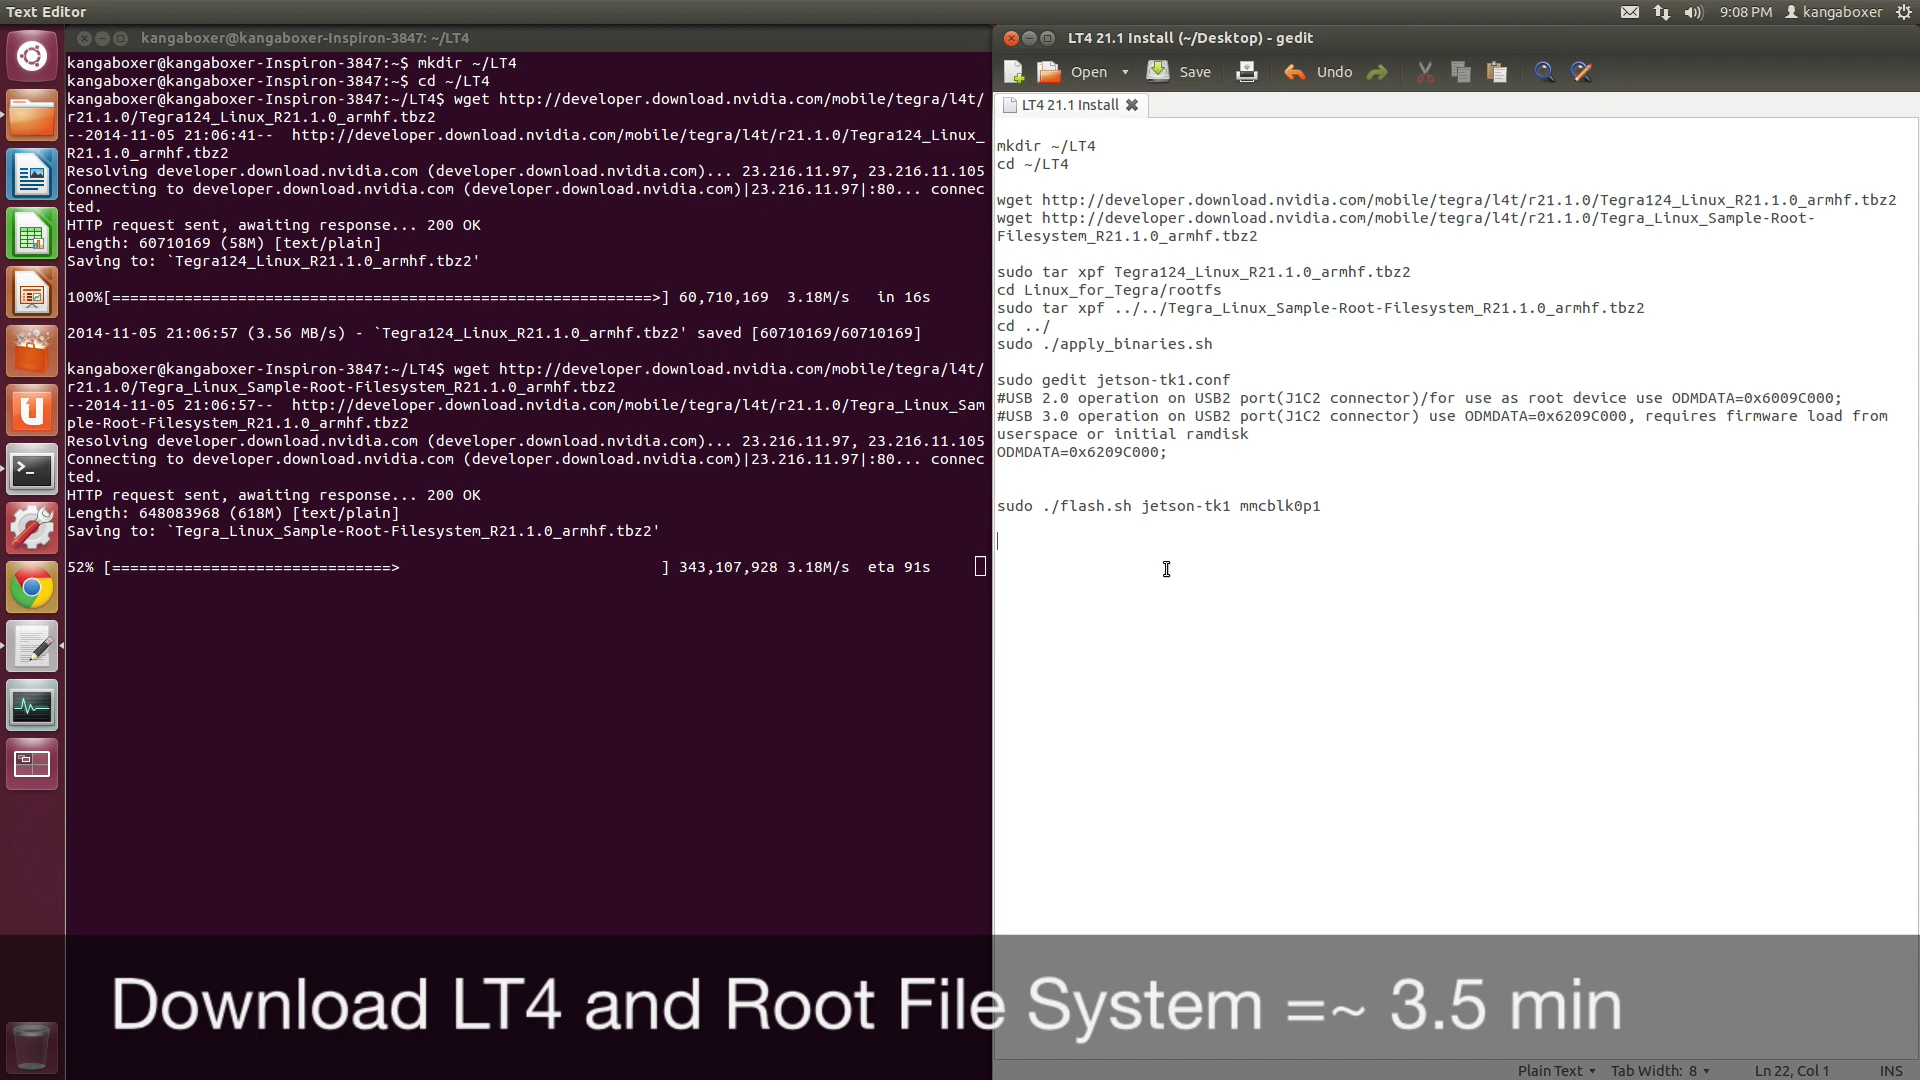 Text Editor
9:08 PM kangaboxer
kangaboxer@kangaboxer-Inspiron-3847: ~/LT4
kangaboxer@kangaboxer-Inspiron-3847:~$ mkdir ~/LT4
kangaboxer@kangaboxer-Inspiron-3847:~$ cd ~/LT4
kangaboxer@kangaboxer-Inspiron-3847:~/LT4$ wget http://developer.download.nvidia.com/mobile/tegra/l4t/
r21.1.0/Tegra124_Linux_R21.1.0_armhf.tbz2
--2014-11-05 21:06:41-- http://developer.download.nvidia.com/mobile/tegra/l4t/r21.1.0/Tegra124_Linux_
R21.1.0_armhf.tbz2
Resolving developer.download.nvidia.com (developer.download.nvidia.com)... 23.216.11.97, 23.216.11.105
Connecting to developer.download.nvidia.com (developer.download.nvidia.com)|23.216.11.97|:80... connec
ted.
HTTP request sent, awaiting response... 200 OK
Length: 60710169 (58M) [text/plain]
Saving to: `Tegra124_Linux_R21.1.0_armhf.tbz2'
100%[============================================================>] 60,710,169 3.18M/s in 16s
2014-11-05 21:06:57 (3.56 MB/s) - `Tegra124_Linux_R21.1.0_armhf.tbz2' saved [60710169/60710169]
kangaboxer@kangaboxer-Inspiron-3847:~/LT4$ wget http://developer.download.nvidia.com/mobile/tegra/l4t/
r21.1.0/Tegra_Linux_Sample-Root-Filesystem_R21.1.0_armhf.tbz2
--2014-11-05 21:06:57-- http://developer.download.nvidia.com/mobile/tegra/l4t/r21.1.0/Tegra_Linux_Sam
ple-Root-Filesystem_R21.1.0_armhf.tbz2
Resolving developer.download.nvidia.com (developer.download.nvidia.com)... 23.216.11.97, 23.216.11.105
Connecting to developer.download.nvidia.com (developer.download.nvidia.com)|23.216.11.97|:80... connec
ted.
HTTP request sent, awaiting response... 200 OK
Length: 648083968 (618M) [text/plain]
Saving to: `Tegra_Linux_Sample-Root-Filesystem_R21.1.0_armhf.tbz2'
52% [===============================> ] 343,107,928 3.18M/s eta 91s
LT4 21.1 Install (~/Desktop) - gedit
Open Save Undo
LT4 21.1 Install
mkdir ~/LT4
cd ~/LT4
wget http://developer.download.nvidia.com/mobile/tegra/l4t/r21.1.0/Tegra124_Linux_R21.1.0_armhf.tbz2
wget http://developer.download.nvidia.com/mobile/tegra/l4t/r21.1.0/Tegra_Linux_Sample-Root-
Filesystem_R21.1.0_armhf.tbz2
sudo tar xpf Tegra124_Linux_R21.1.0_armhf.tbz2
cd Linux_for_Tegra/rootfs
sudo tar xpf ../../Tegra_Linux_Sample-Root-Filesystem_R21.1.0_armhf.tbz2
cd ../
sudo ./apply_binaries.sh
sudo gedit jetson-tk1.conf
#USB 2.0 operation on USB2 port(J1C2 connector)/for use as root device use ODMDATA=0x6009C000;
#USB 3.0 operation on USB2 port(J1C2 connector) use ODMDATA=0x6209C000, requires firmware load from
userspace or initial ramdisk
ODMDATA=0x6209C000;
sudo ./flash.sh jetson-tk1 mmcblk0p1
Download LT4 and Root File System =~ 3.5 min
Plain Text Tab Width: 8 Ln 22, Col 1 INS